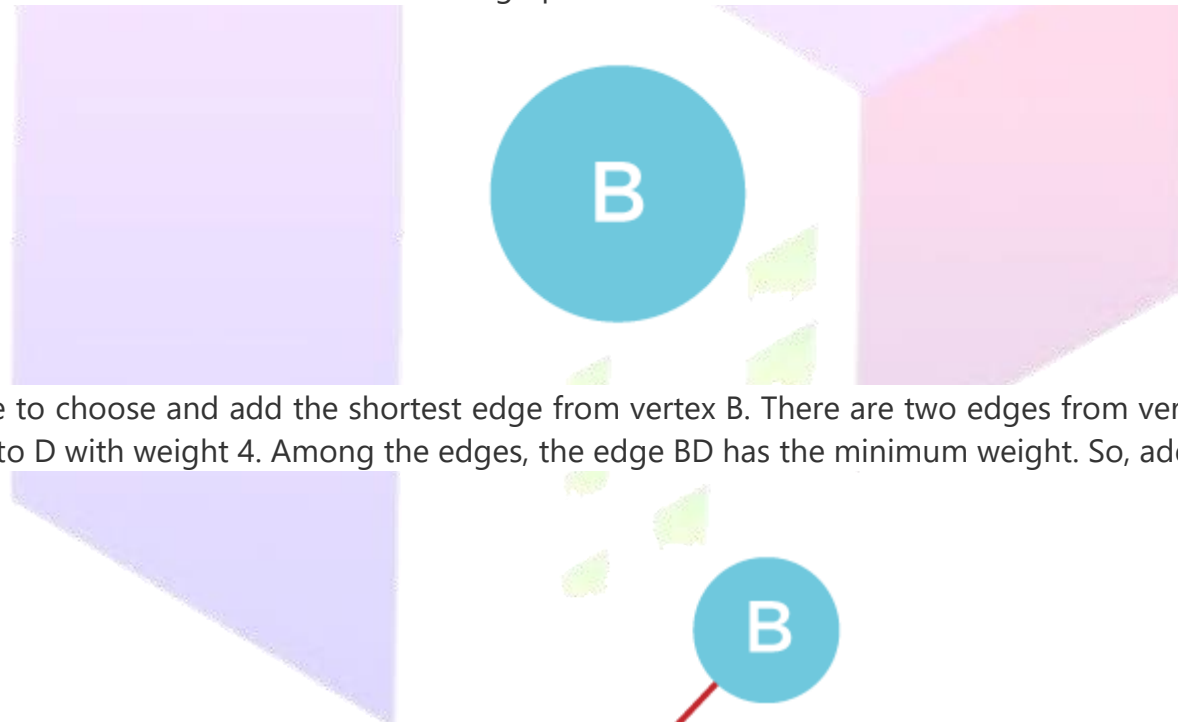 B
e to choose and add the shortest edge from vertex B. There are two edges from ver
to D with weight 4. Among the edges, the edge BD has the minimum weight. So, ad
B